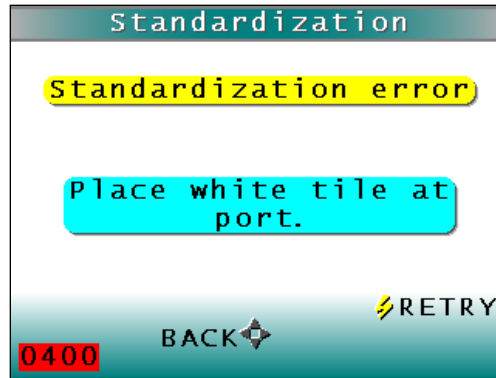 Standardization
Standardization error
Place white tile at
port.
RETRY
BACK
0400